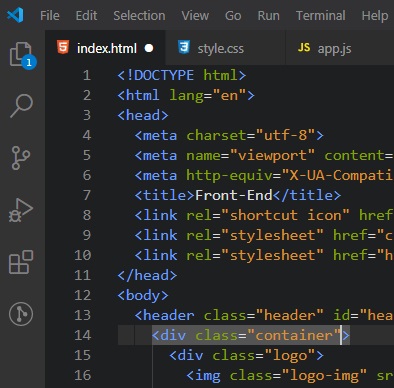 File Edit Selection View Go Run Terminal Help
index.html style.css JS app.js
1
1 <!DOCTYPE html>
2 <html lang="en">
3 <head>
4 <meta charset="utf-8">
5 <meta name="viewport" content=
6 <meta http-equiv="X-UA-Compati
7 <title>Front-End</title>
8 <link rel="shortcut icon" href
9 <link rel="stylesheet" href="c
10 <link rel="stylesheet" href="h
11 </head>
12 <body>
13 <header class="header" id="hea
14 <div class="container">
15 <div class="logo">
16 <img class="logo-img" sr